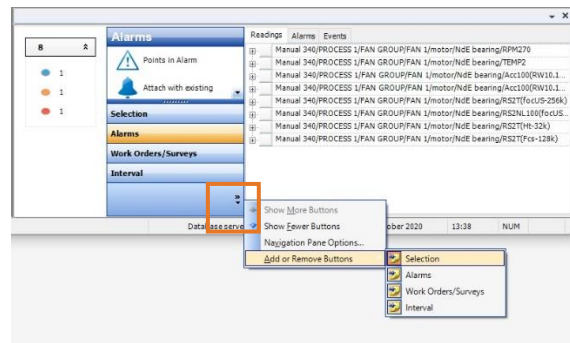 8
1
1
1
Alarms
Points in Alarm
Attach with existing
Selection
Alarms
Work Orders/Surveys
Interval
Readings Alarms Events
Manual 340/PROCESS 1/FAN GROUP/FAN 1/motor/NdE bearing/RPM270
Manual 340/PROCESS 1/FAN GROUP/FAN 1/motor/NdE bearing/TEMP2
Manual 340/PROCESS 1/FAN GROUP/FAN 1/motor/NdE bearing/Acc100(RW10.1...
Manual 340/PROCESS 1/FAN GROUP/FAN 1/motor/NdE bearing/Acc100(RW10.1...
Manual 340/PROCESS 1/FAN GROUP/FAN 1/motor/NdE bearing/RS2T(focUS-256k)
Manual 340/PROCESS 1/FAN GROUP/FAN 1/motor/NdE bearing/RS2NL100(focUS...
Manual 340/PROCESS 1/FAN GROUP/FAN 1/motor/NdE bearing/RS2T(Ht-32k)
Manual 340/PROCESS 1/FAN GROUP/FAN 1/motor/NdE bearing/RS2T(Fcs-128k)
Show More Buttons
Database serve Show Fewer Buttons ober 2020 13:38 NUM
Navigation Pane Options...
Add or Remove Buttons Selection
Alarms
Work Orders/Surveys
Interval